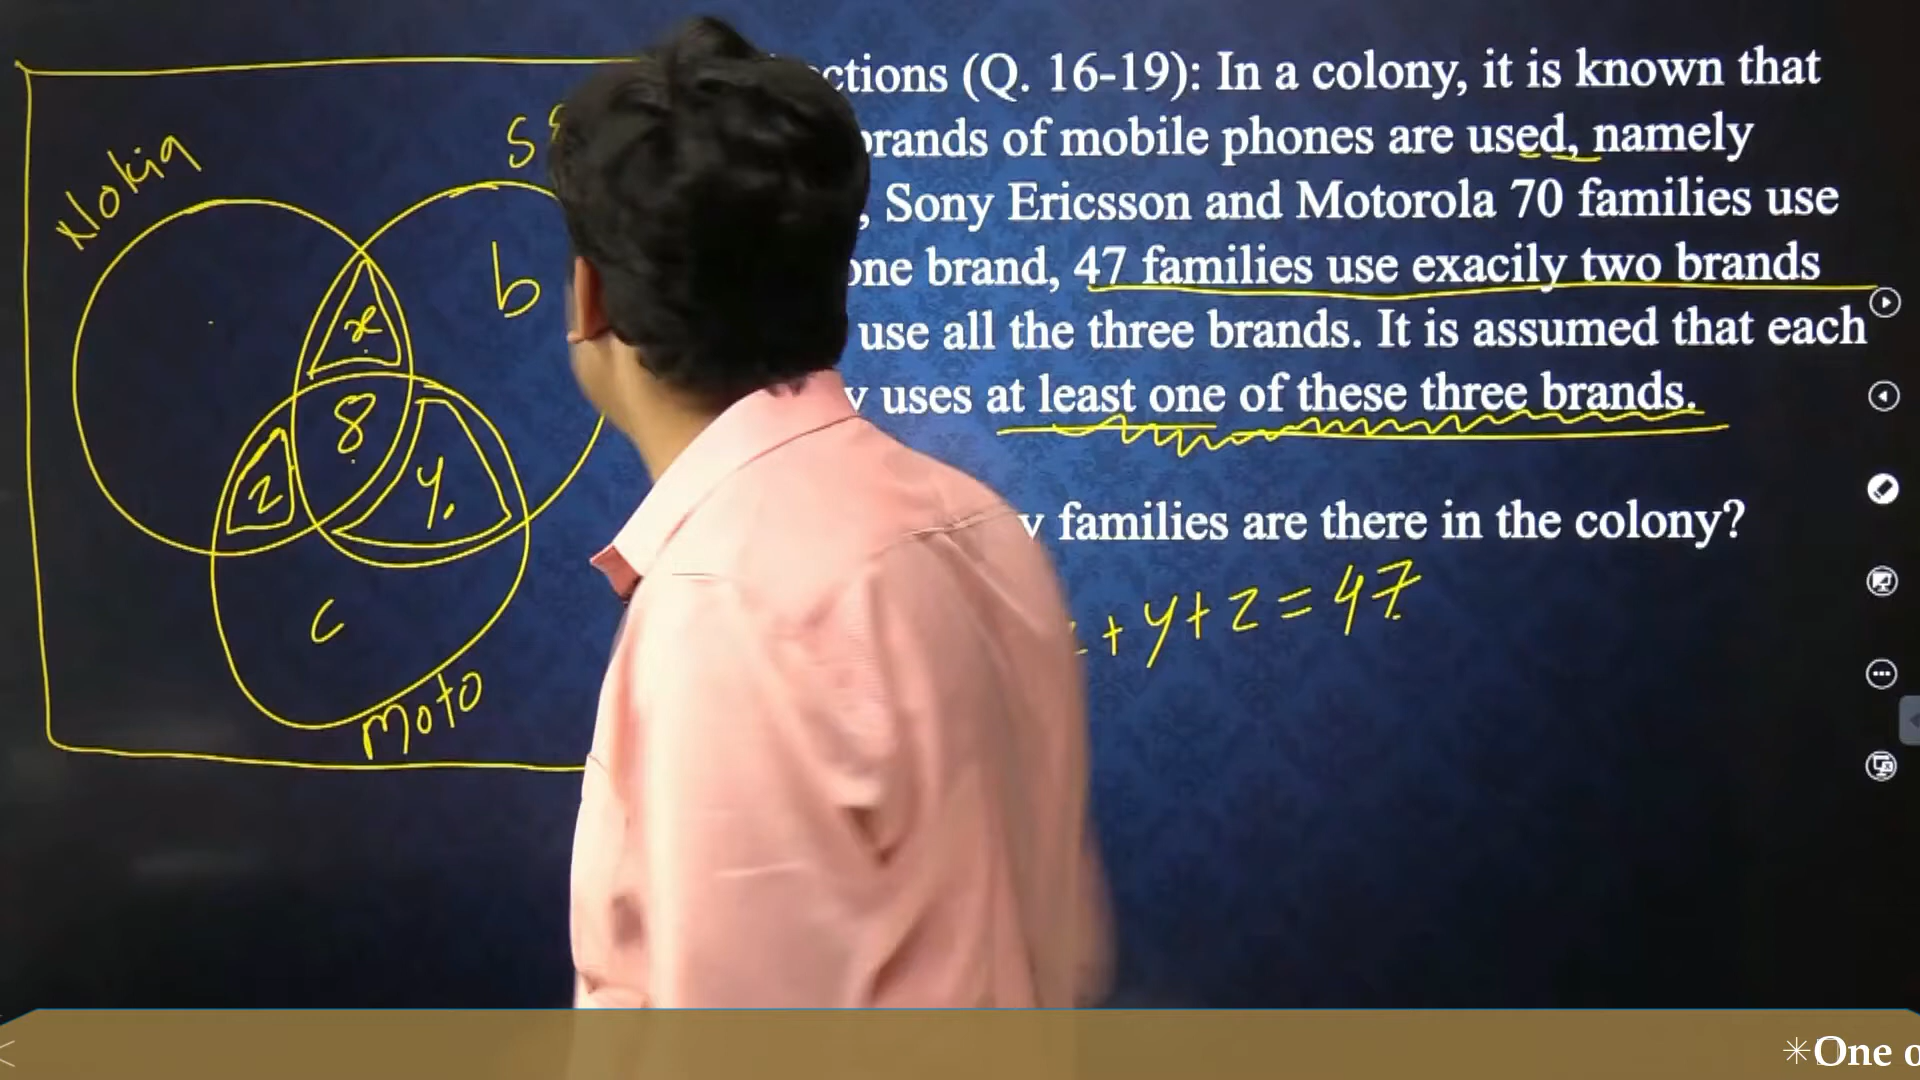 (Q. 16-19): In a colony, it is known that
of mobile phones are used, namely
, Sony Ericsson and Motorola 70 families use
brand, 47 families use exacily two brands
use all the three brands. It is assumed that each
uses at least one of these three brands.
families are there in the colony?
+ y + z = 47
Nokia
S
b
x
8
z
y
c
Moto
*One